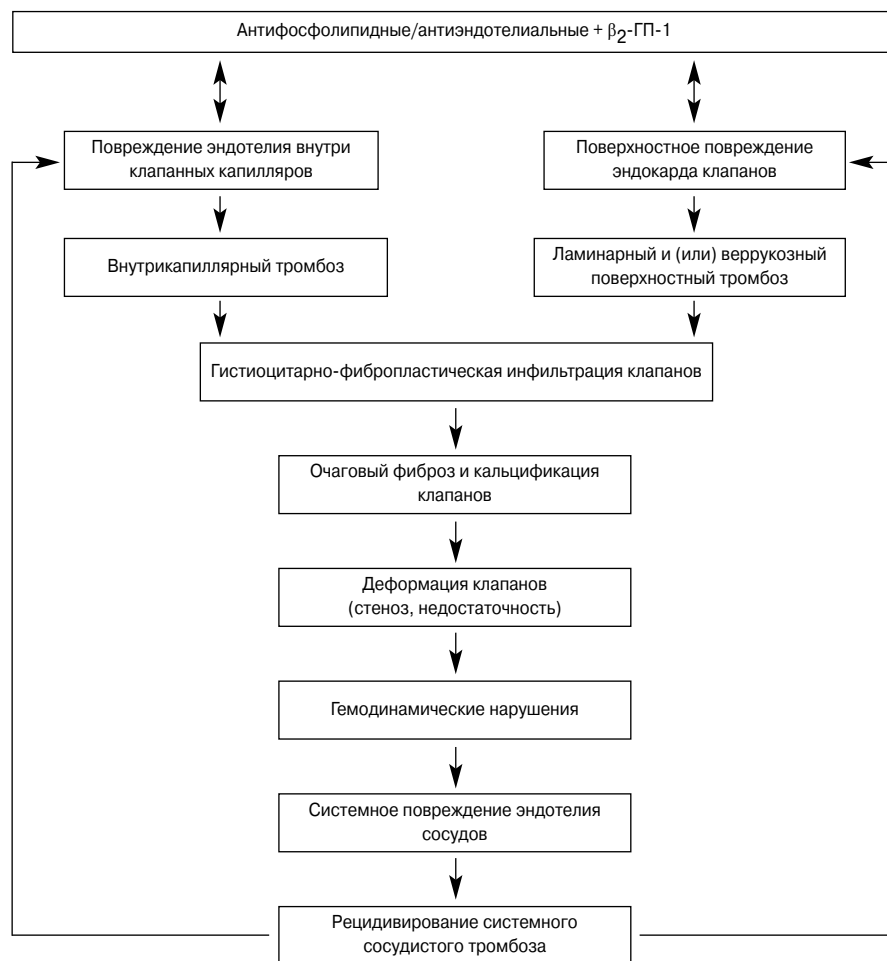 Антифосфолипидные/антиэндотелиальные + β2-ГП-1
Повреждение эндотелия внутри
клапанных капилляров
Поверхностное повреждение
эндокарда клапанов
Внутрикапиллярный тромбоз
Ламинарный и (или) веррукозный
поверхностный тромбоз
Гистиоцитарно-фибропластическая инфильтрация клапанов
Очаговый фиброз и кальцификация
клапанов
Деформация клапанов
(стеноз, недостаточность)
Гемодинамические нарушения
Системное повреждение эндотелия
сосудов
Рецидивирование системного
сосудистого тромбоза